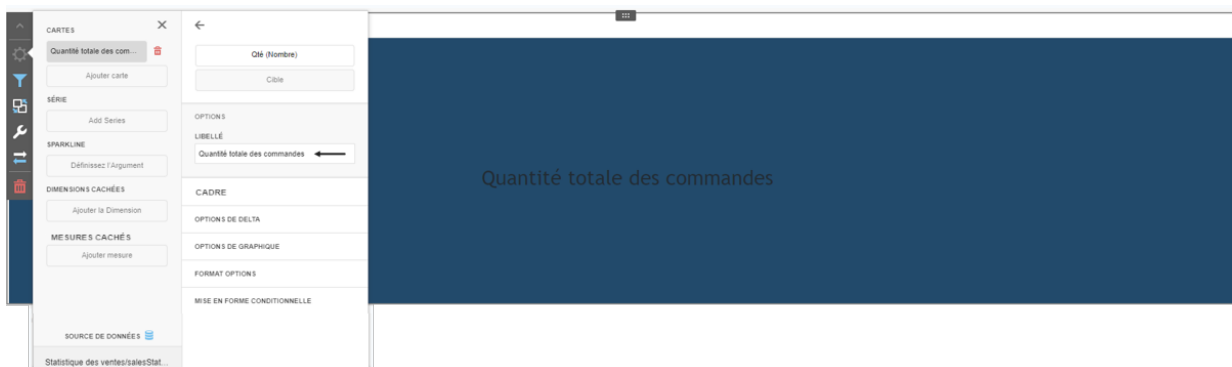 CARTES
Quantité totale des com...
Ajouter carte
SÉRIE
Add Series
SPARKLINE
Définissez l'Argument
DIMENSIONS CACHÉES
Ajouter la Dimension
MESURES CACHÉS
Ajouter mesure
SOURCE DE DONNÉES
Statistique des ventes/salesStat...
Qté (Nombre)
Cible
OPTIONS
LIBELLÉ
Quantité totale des commandes
CADRE
OPTIONS DE DELTA
OPTIONS DE GRAPHIQUE
FORMAT OPTIONS
MISE EN FORME CONDITIONNELLE
Quantité totale des commandes